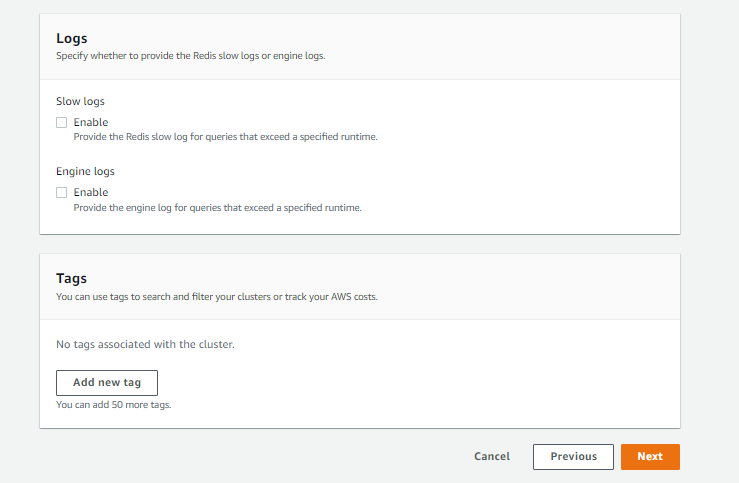 Logs
Specify whether to provide the Redis slow logs or engine logs.
Slow logs
Enable
Provide the Redis slow log for queries that exceed a specified runtime.
Engine logs
Enable
Provide the engine log for queries that exceed a specified runtime.
Tags
You can use tags to search and filter your clusters or track your AWS costs.
No tags associated with the cluster.
Add new tag
You can add 50 more tags.
Cancel Previous Next